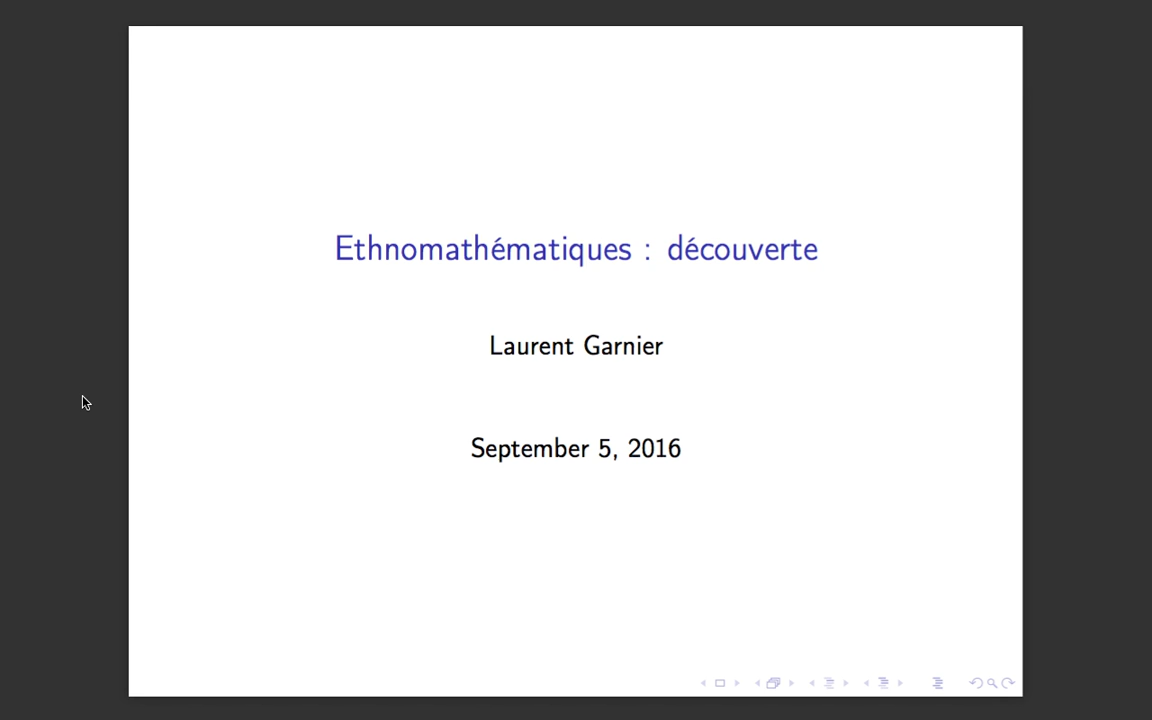 Ethnomathématiques : découverte
Laurent Garnier
September 5, 2016